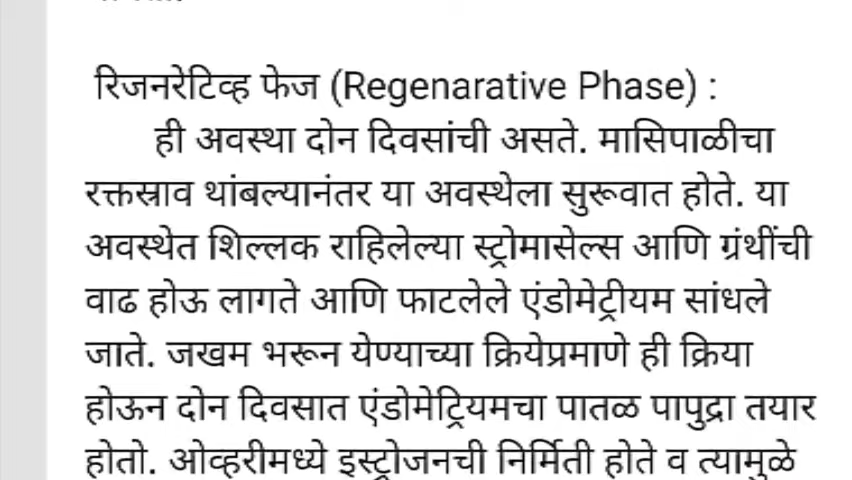 रिजनरेटिव्ह फेज (Regenarative Phase) :
ही अवस्था दोन दिवसांची असते. मासिपाळीचा
रक्तस्राव थांबल्यानंतर या अवस्थेला सुरूवात होते. या
अवस्थेत शिल्लक राहिलेल्या स्ट्रोमासेल्स आणि ग्रंथींची
वाढ होऊ लागते आणि फाटलेले एंडोमेट्रीयम सांधले
जाते. जखम भरून येण्याच्या क्रियेप्रमाणे ही क्रिया
होऊन दोन दिवसात एंडोमेट्रियमचा पातळ पापुद्रा तयार
होतो. ओव्हरीमध्ये इस्ट्रोजनची निर्मिती होते व त्यामुळे